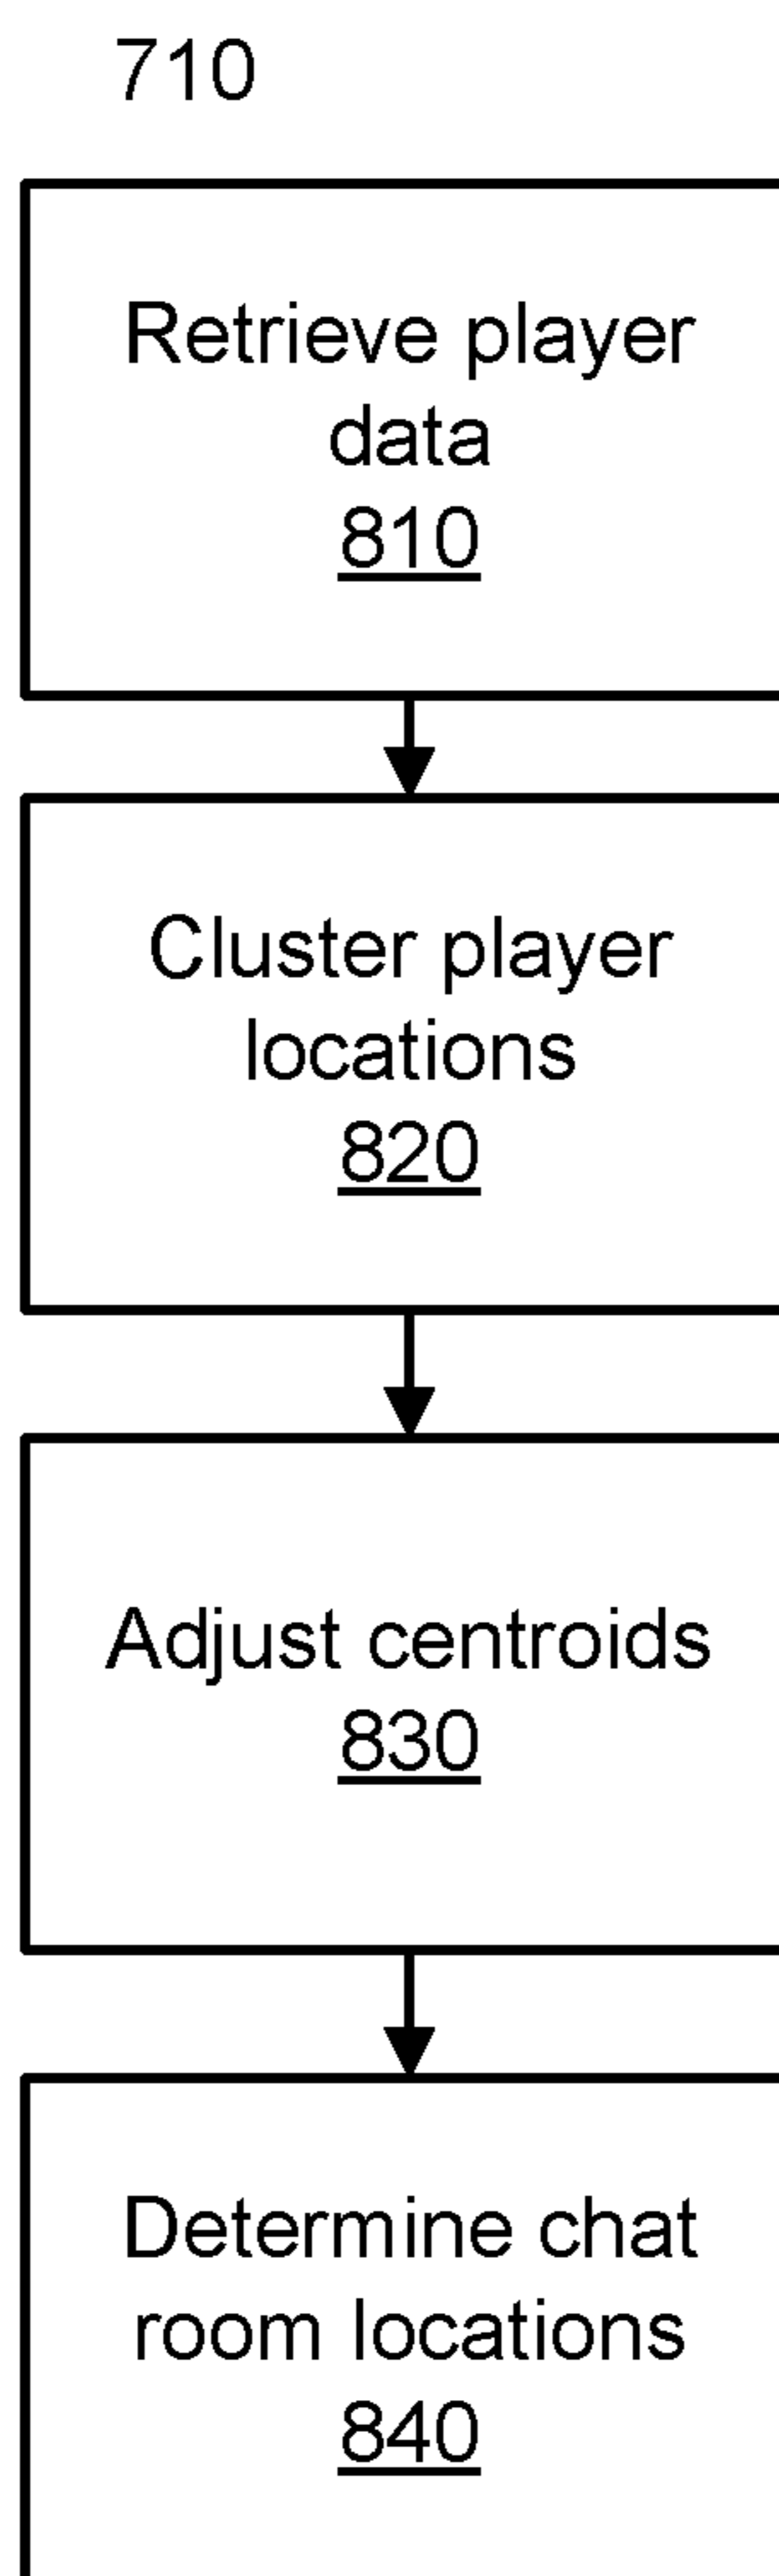 710
Retrieve player
data
810
Cluster player
locations
820
Adjust centroids
830
Determine chat
room locations
840